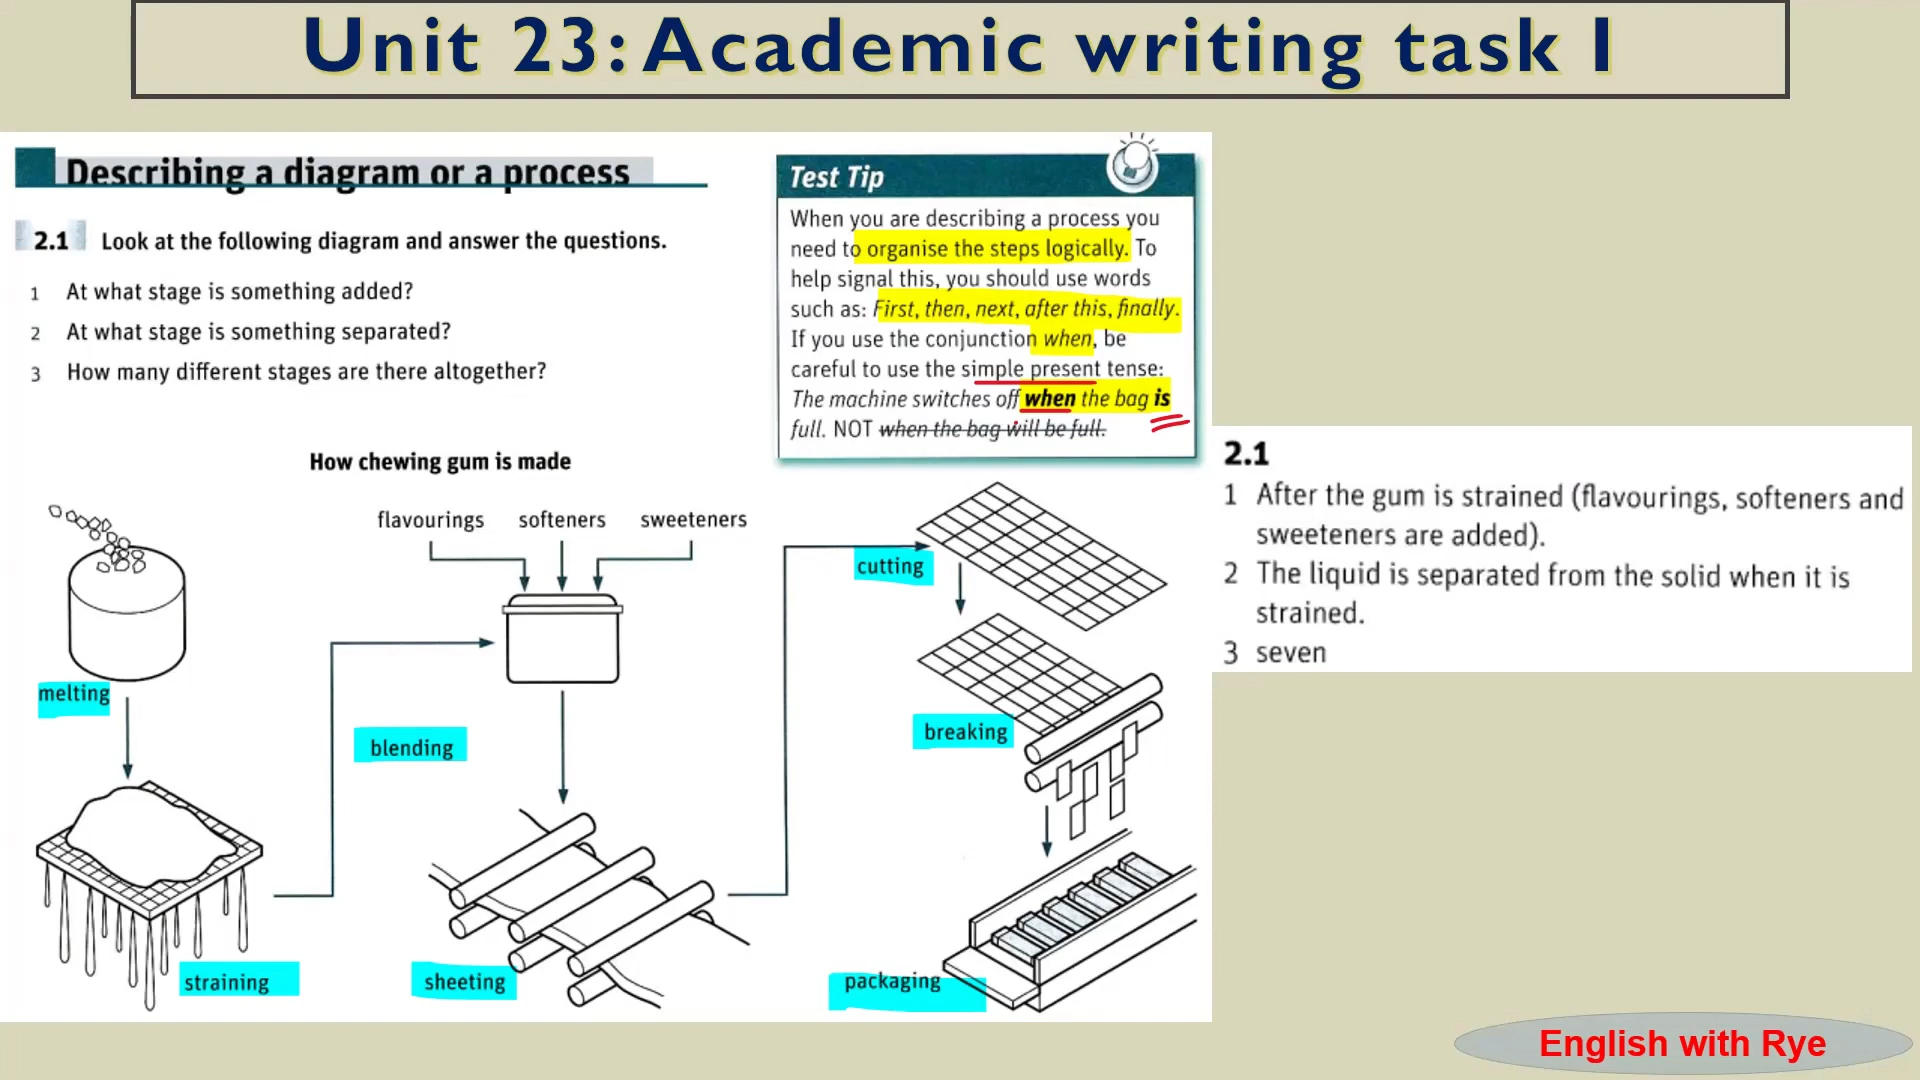 Unit 23: Academic writing task 1
Describing a diagram or a process
2.1 Look at the following diagram and answer the questions.
1 At what stage is something added?
2 At what stage is something separated?
3 How many different stages are there altogether?
Test Tip
When you are describing a process you
need to organise the steps logically. To
help signal this, you should use words
such as: First, then, next, after this, finally.
If you use the conjunction when, be
careful to use the simple present tense:
The machine switches off when the bag is
full. NOT when the bag will be full.
How chewing gum is made
flavourings softeners sweeteners
melting
straining
blending
sheeting
cutting
breaking
packaging
2.1
1 After the gum is strained (flavourings, softeners and
sweeteners are added).
2 The liquid is separated from the solid when it is
strained.
3 seven
English with Rye